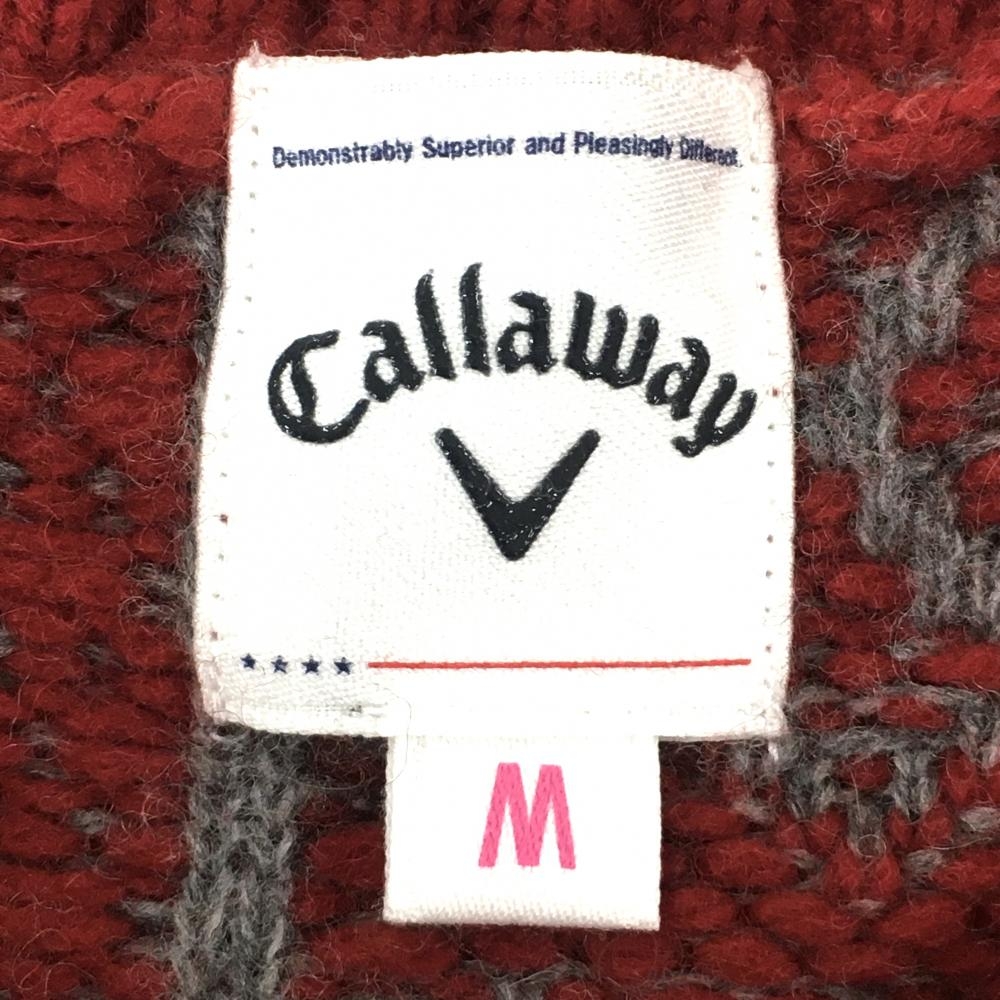 Demonstrably Superior and Pleasingly Different.
Callaway
M